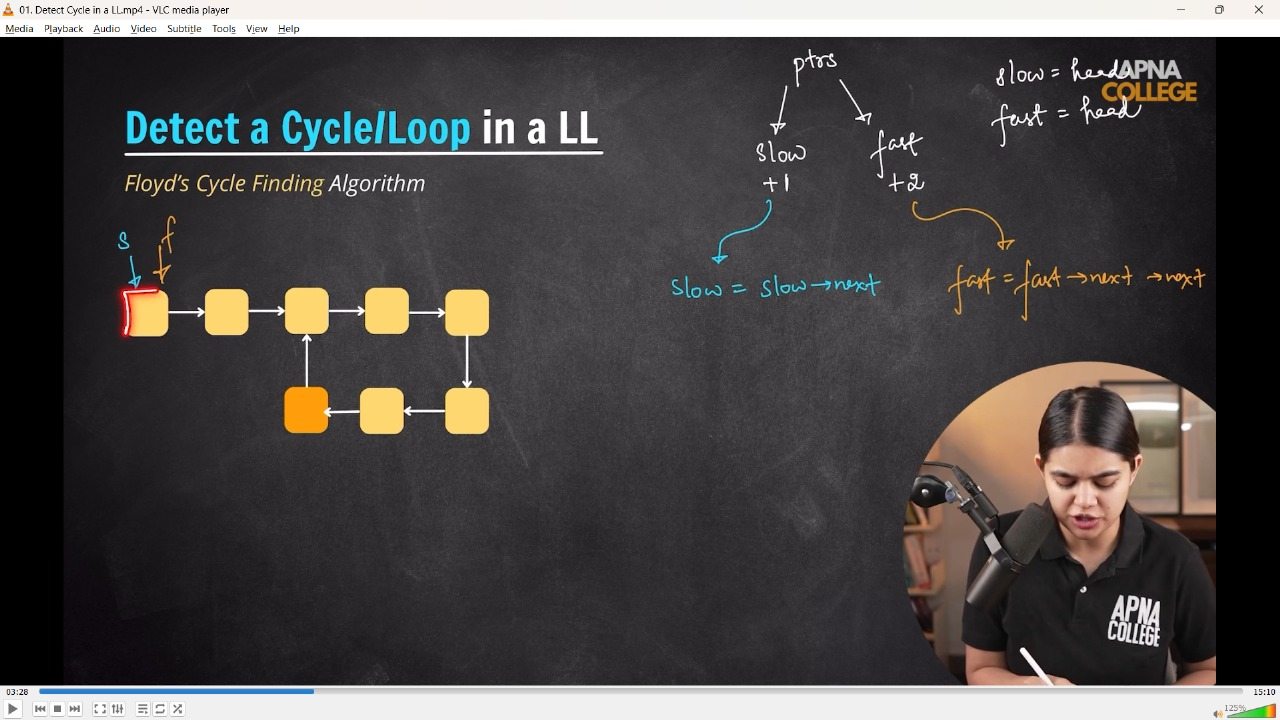 01. Detect Cycle in a LL.mp4 - VLC media player
Media Playback Audio Video Subtitle Tools View Help
ptrs
slow = head
fast = head
APNA
COLLEGE
Detect a Cycle/Loop in a LL
slow
+1
fast
+2
Floyd's Cycle Finding Algorithm
s
f
slow = slow→next
fast = fast→next→next
APNA
COLLEGE
03:28
15:10
125%